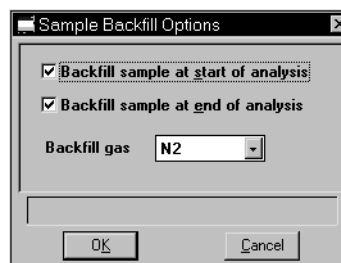 Sample Backfill Options
Backfill sample at start of analysis
Backfill sample at end of analysis
Backfill gas N2
OK Cancel